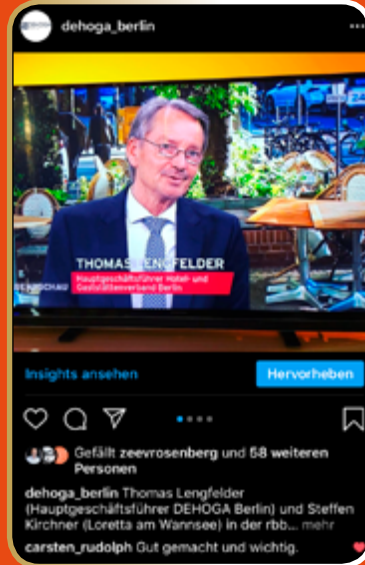 dehoga_berlin
THOMAS LENGFELDER
Hauptgeschäftsführer Hotel- und
Gaststättenverband Berlin
SCHAU
Insights ansehen
Hervorheben
Gefällt zeevrosenberg und 58 weiteren
Personen
dehoga_berlin Thomas Lengfelder
(Hauptgeschäftsführer DEHOGA Berlin) und Steffen
Kirchner (Loretta am Wannsee) in der rbb... mehr
carsten_rudolph Gut gemacht und wichtig.